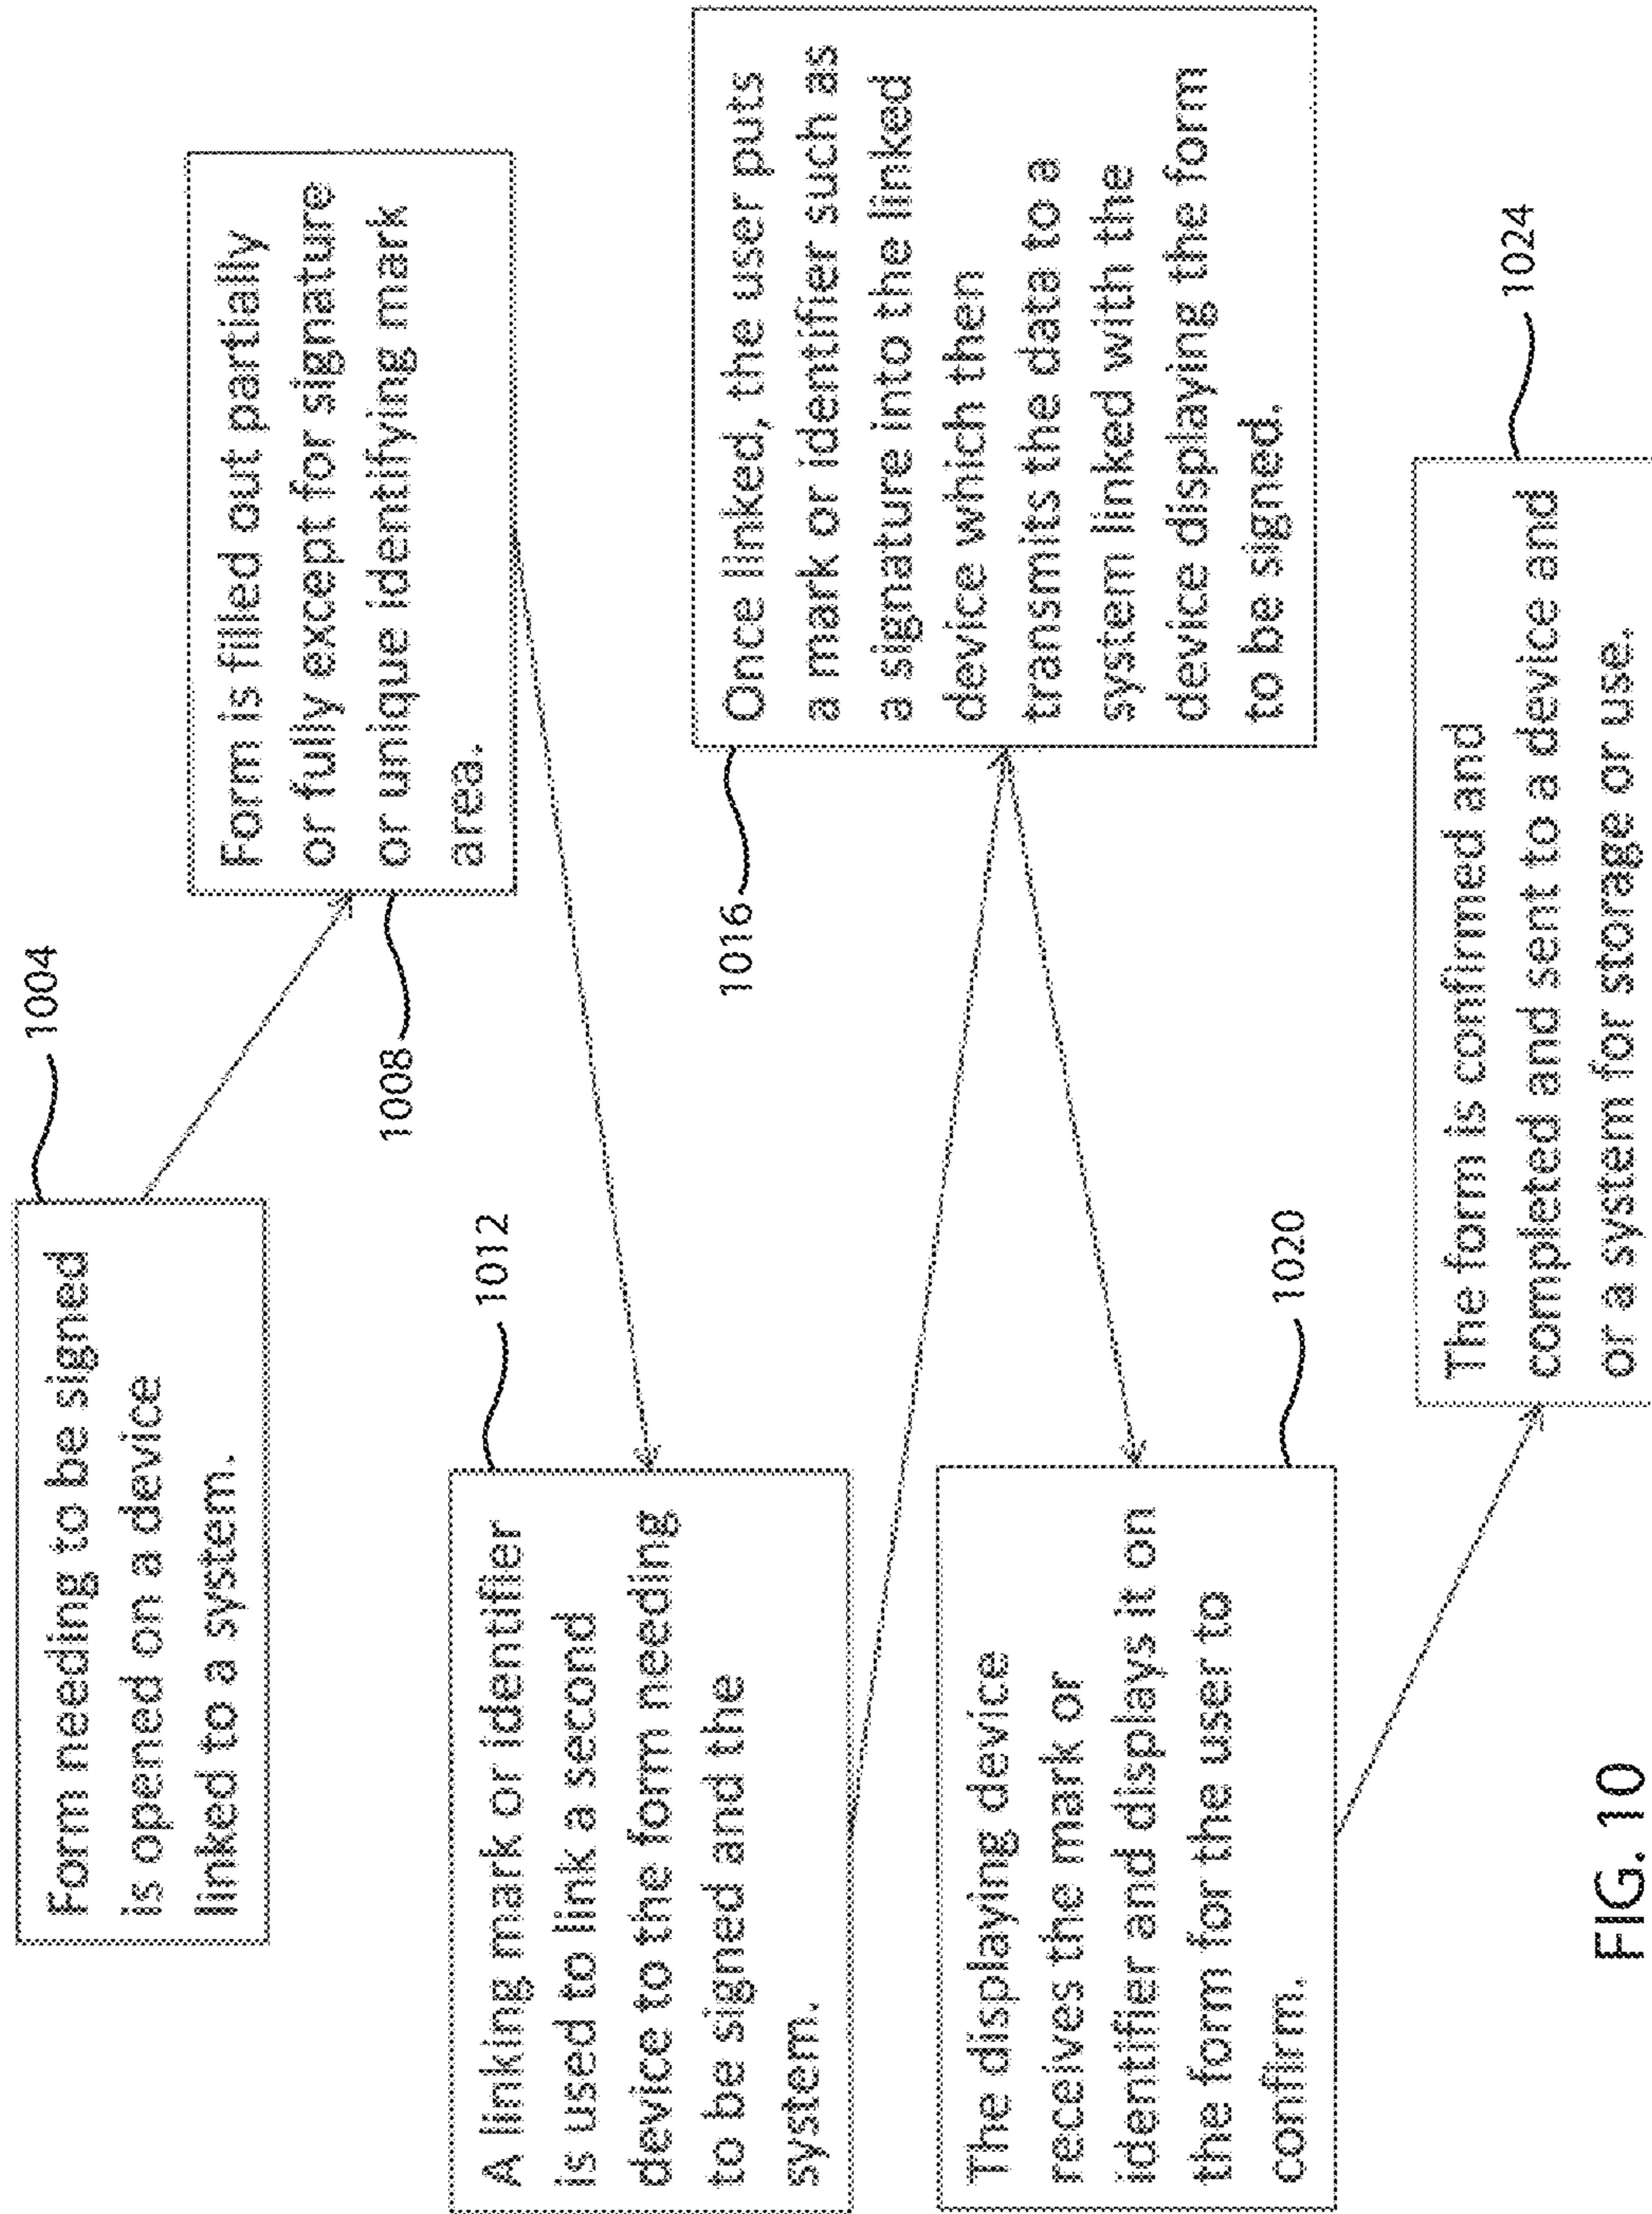 Form needing to be signed
is opened on a device
linked to a system.
1004
Form is filled out partially
or fully except for signature
or unique identifying mark
area.
1008
A linking mark or identifier
is used to link a second
device to the form needing
to be signed and the
system.
1012
Once linked, the user puts
a mark or identifier such as
a signature into the linked
device which then
transmits the data to a
system linked with the
device displaying the form
to be signed.
1016
The displaying device
receives the mark or
identifier and displays it on
the form for the user to
confirm.
1020
The form is confirmed and
completed and sent to a device and
or a system for storage or use.
1024
FIG. 10